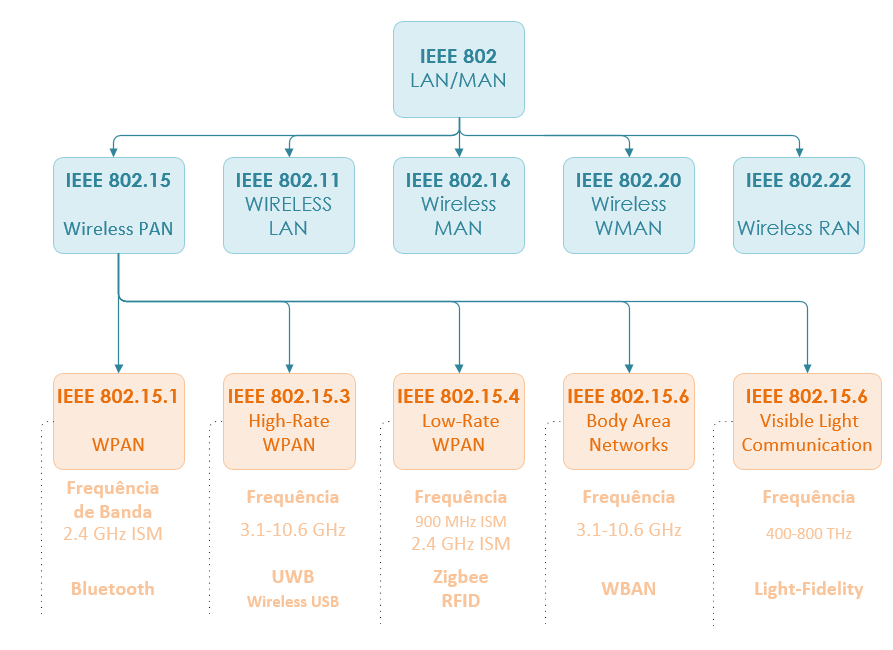 IEEE 802
LAN/MAN
IEEE 802.15
Wireless PAN
IEEE 802.11
WIRELESS
LAN
IEEE 802.16
Wireless
MAN
IEEE 802.20
Wireless
WMAN
IEEE 802.22
Wireless RAN
IEEE 802.15.1
WPAN
IEEE 802.15.3
High-Rate
WPAN
IEEE 802.15.4
Low-Rate
WPAN
IEEE 802.15.6
Body Area
Networks
IEEE 802.15.6
Visible Light
Communication
Frequência
de Banda
2.4 GHz ISM
Bluetooth
Frequência
3.1-10.6 GHz
UWB
Wireless USB
Frequência
900 MHz ISM
2.4 GHz ISM
Zigbee
RFID
Frequência
3.1-10.6 GHz
WBAN
Frequência
400-800 THz
Light-Fidelity